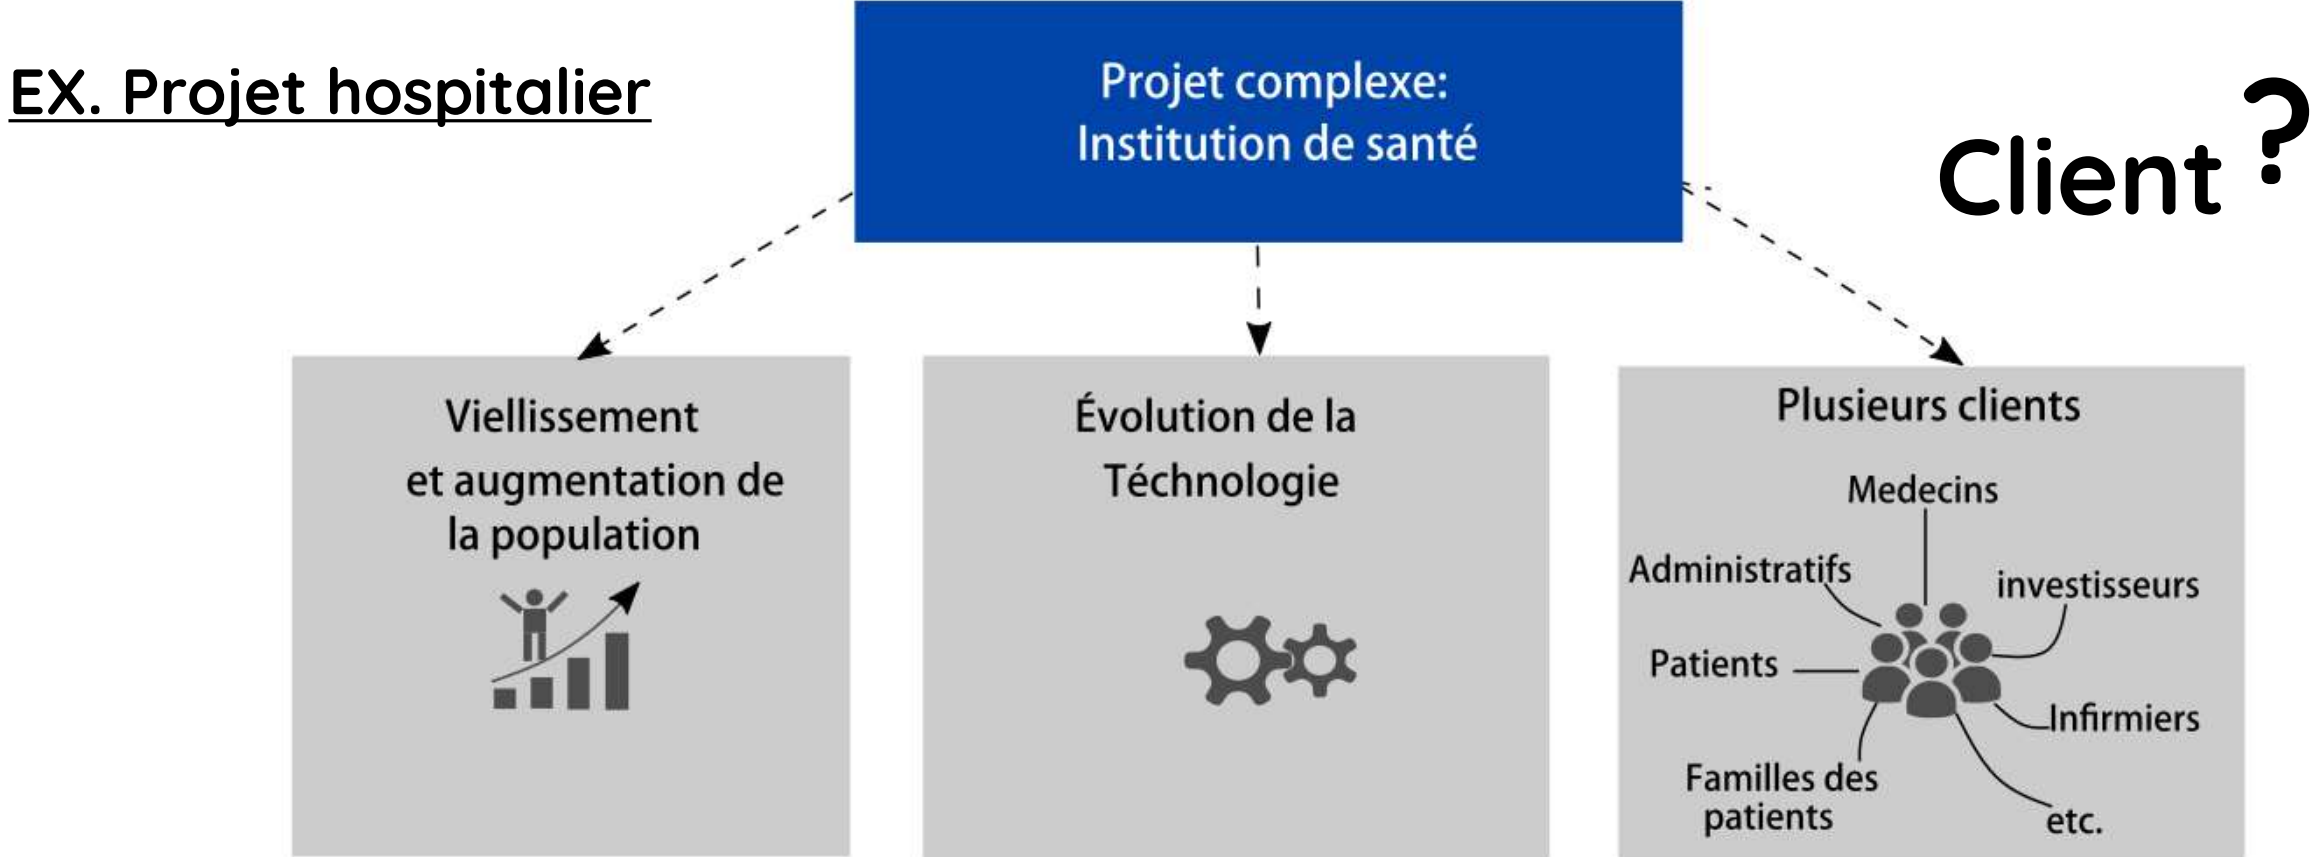 EX. Projet hospitalier
Projet complexe:
Institution de santé
Client ?
Viellissement
et augmentation de
la population
Évolution de la
Téchnologie
Plusieurs clients
Medecins
Administratifs
investisseurs
Patients
Infirmiers
Familles des
patients
etc.